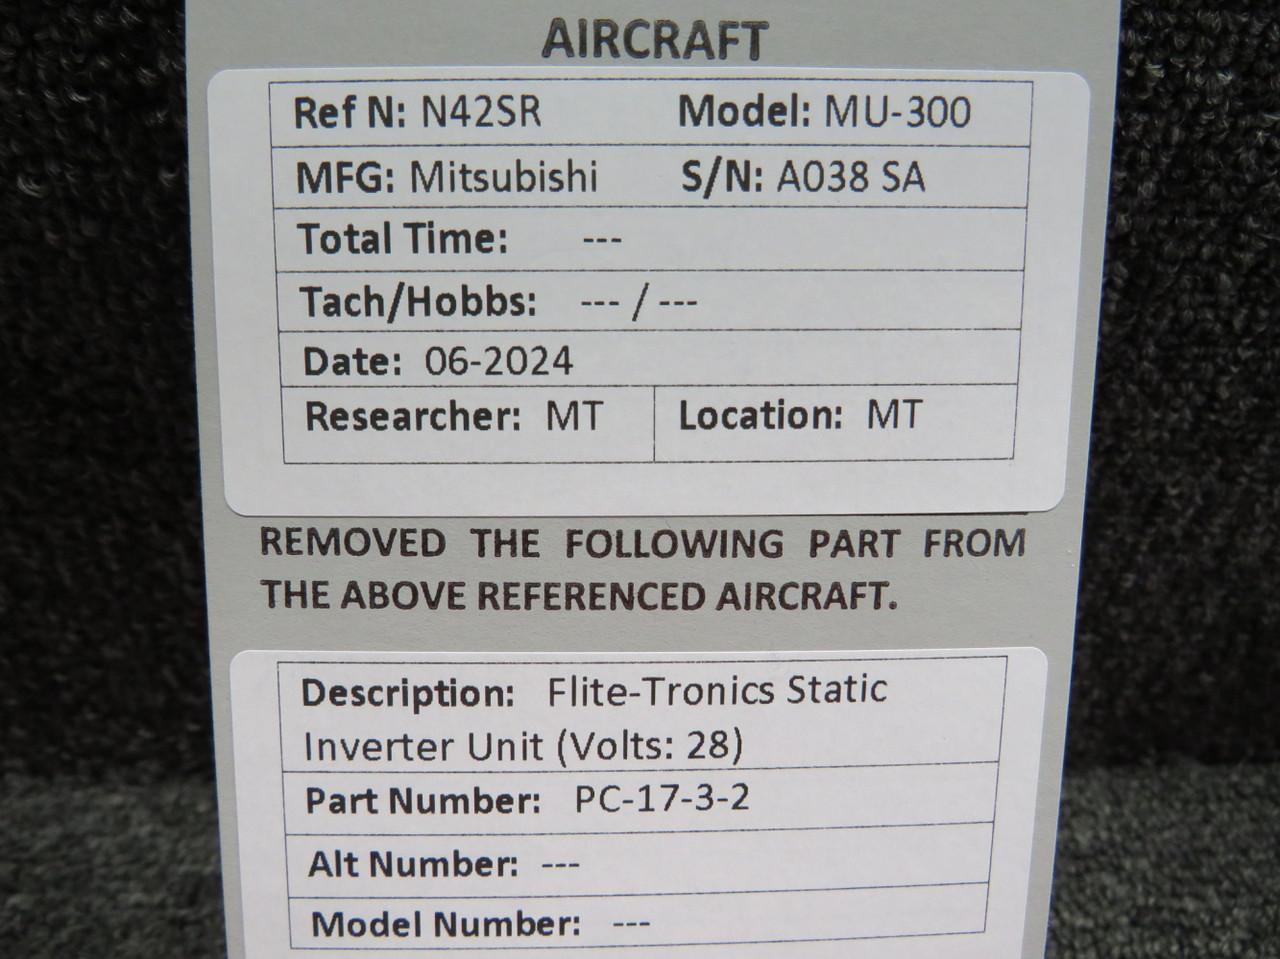 AIRCRAFT
Ref N: N42SR Model: MU-300
MFG: Mitsubishi S/N: A038 SA
Total Time: ---
Tach/Hobbs: --- / ---
Date: 06-2024
Researcher: MT Location: MT
REMOVED THE FOLLOWING PART FROM
THE ABOVE REFERENCED AIRCRAFT.
Description: Flite-Tronics Static
Inverter Unit (Volts: 28)
Part Number: PC-17-3-2
Alt Number: ---
Model Number: ---